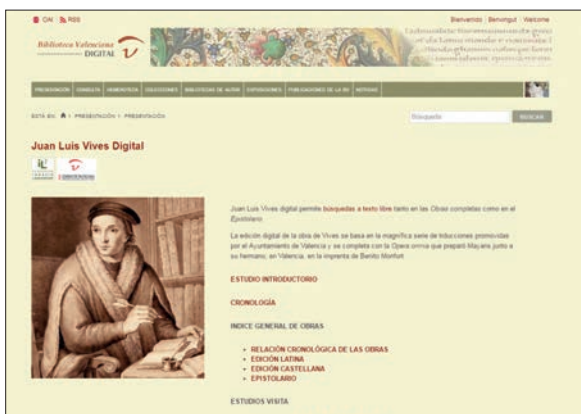 OAI RSS
Bienvenido | Benvingut | Welcome
Biblioteca Valenciana
DIGITAL
PRESENTACIÓN CONSULTA HEMEROTECA COLECCIONES BIBLIOTECAS DE AUTOR EXPOSICIONES PUBLICACIONES DE LA BV NOTICIAS
ESTÁ EN: › PRESENTACIÓN › PRESENTACIÓN
Búsqueda BUSCAR
Juan Luis Vives Digital
Juan Luis Vives digital permite búsquedas a texto libre tanto en las Obras completas como en el
Epistolario.
La edición digital de la obra de Vives se basa en la magnífica serie de traducciones promovidas
por el Ayuntamiento de Valencia y se completa con la Opera omnia que preparó Mayans junto a
su hermano, en Valencia, en la imprenta de Benito Monfort.
ESTUDIO INTRODUCTORIO
CRONOLOGÍA
INDICE GENERAL DE OBRAS
• RELACIÓN CRONOLÓGICA DE LAS OBRAS
• EDICIÓN LATINA
• EDICIÓN CASTELLANA
• EPISTOLARIO
ESTUDIOS VISITA